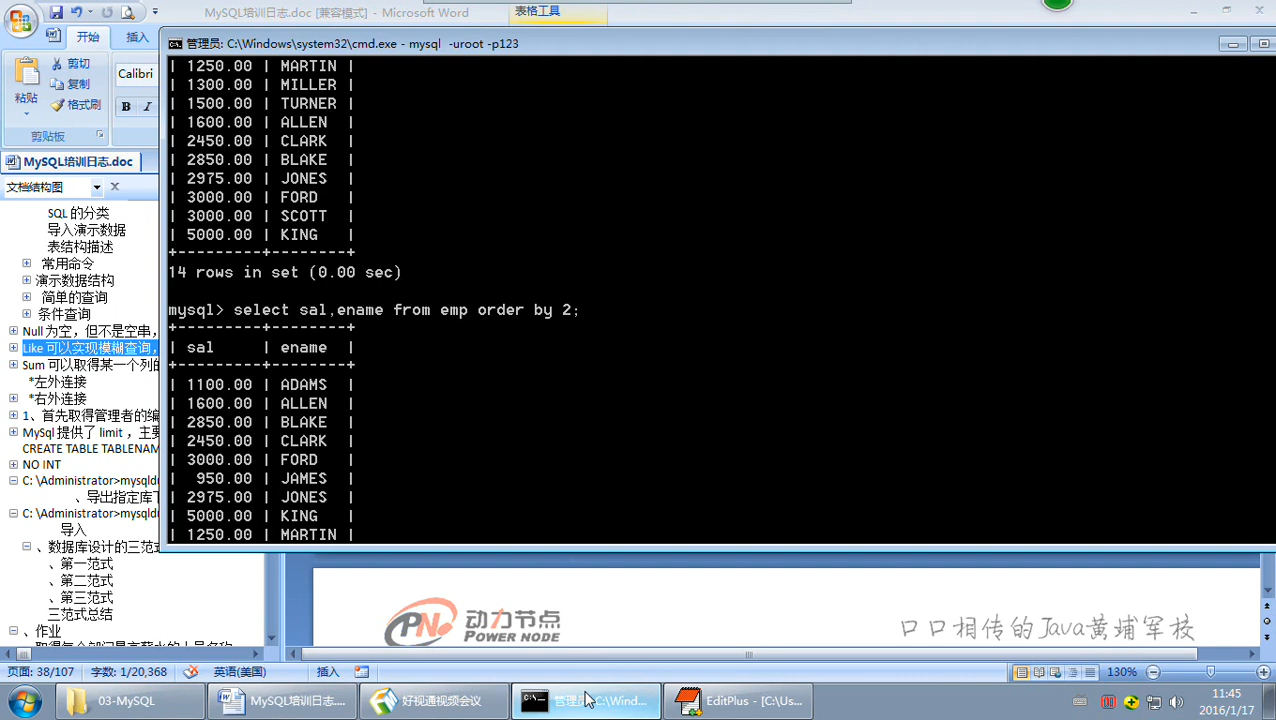 MySQL培训日志.doc [兼容模式] - Microsoft Word
表格工具
开始
插入
管理员: C:\Windows\system32\cmd.exe - mysql  -uroot -p123
粘贴
剪切
复制
格式刷
Calibri
B I
剪贴板
MySQL培训日志.doc
文档结构图
SQL 的分类
导入演示数据
表结构描述
常用命令
演示数据结构
简单的查询
条件查询
Null 为空，但不是空串，
Like 可以实现模糊查询，
Sum 可以取得某一个列的
*左外连接
*右外连接
1、首先取得管理者的编
MySql 提供了 limit ，主要
CREATE TABLE TABLENAM
NO INT
C: \Administrator>mysqldu
、导出指定库下
C: \Administrator>mysqldu
导入
、数据库设计的三范式
、第一范式
、第二范式
、第三范式
三范式总结
、作业
| 1250.00 | MARTIN |
| 1300.00 | MILLER |
| 1500.00 | TURNER |
| 1600.00 | ALLEN  |
| 2450.00 | CLARK  |
| 2850.00 | BLAKE  |
| 2975.00 | JONES  |
| 3000.00 | FORD   |
| 3000.00 | SCOTT  |
| 5000.00 | KING   |
+---------+--------+
14 rows in set (0.00 sec)
mysql> select sal,ename from emp order by 2;
+---------+--------+
| sal     | ename  |
+---------+--------+
| 1100.00 | ADAMS  |
| 1600.00 | ALLEN  |
| 2850.00 | BLAKE  |
| 2450.00 | CLARK  |
| 3000.00 | FORD   |
|  950.00 | JAMES  |
| 2975.00 | JONES  |
| 5000.00 | KING   |
| 1250.00 | MARTIN |
PN 动力节点
POWER NODE
口口相传的Java黄埔军校
页面: 38/107
字数: 1/20,368
英语(美国)
插入
130%
03-MySQL
MySQL培训日志....
好视通视频会议
管理员: C:\Wind...
EditPlus - [C:\Us...
11:45
2016/1/17